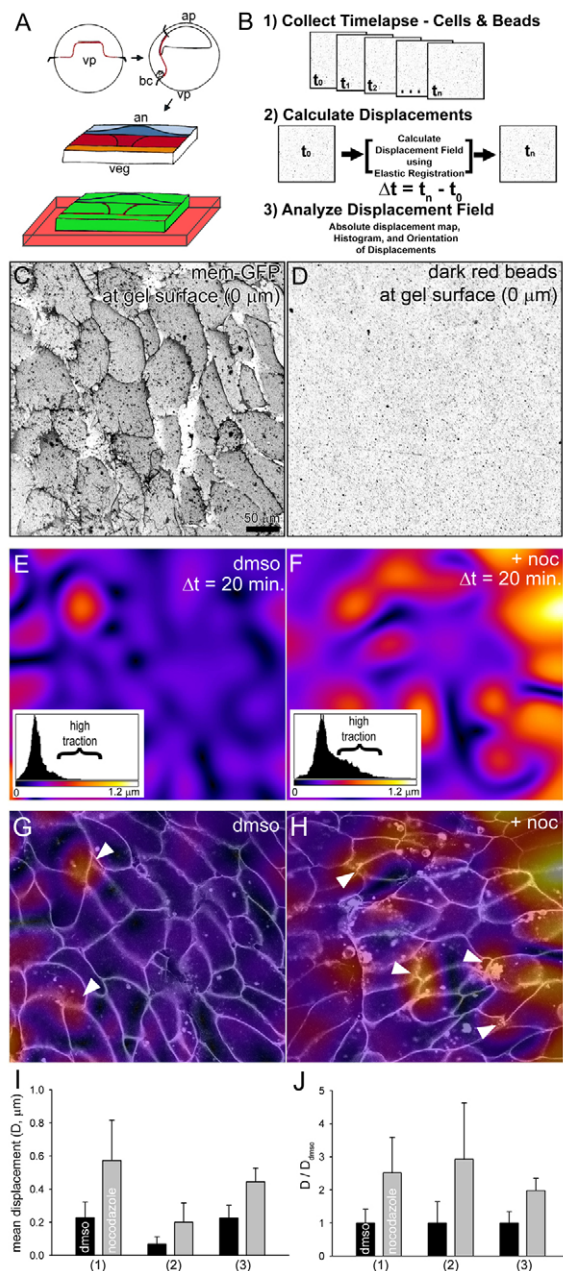 A
ap
vp
bc
vp
an
veg
B
1) Collect Timelapse - Cells & Beads
t0
t1
t2
...
tn
2) Calculate Displacements
t0
Calculate
Displacement Field
using
Elastic Registration
tn
Δt = tn - t0
3) Analyze Displacement Field
Absolute displacement map,
Histogram, and Orientation
of Displacements
C
mem-GFP
at gel surface (0 μm)
50 μm
D
dark red beads
at gel surface (0 μm)
E
dmso
Δt = 20 min.
high
traction
0
1.2 μm
F
+ noc
Δt = 20 min.
high
traction
0
1.2 μm
G
dmso
H
+ noc
I
mean displacement (D, μm)
1.0
0.8
0.6
0.4
0.2
0.0
dmso
nocodazole
(1)
(2)
(3)
J
D / Ddmso
5
4
3
2
1
0
dmso
nocodazole
(1)
(2)
(3)